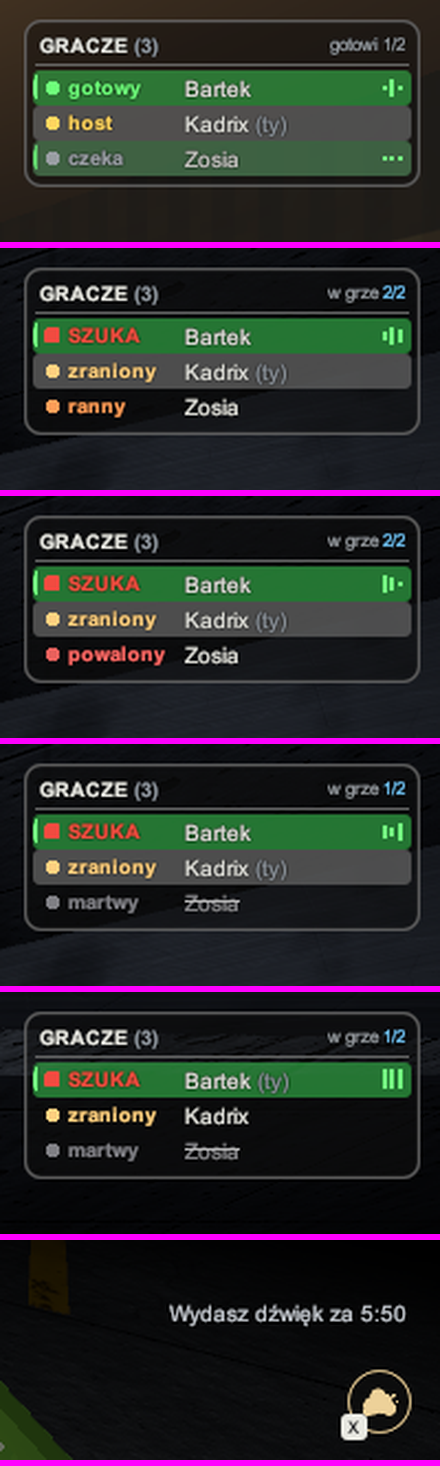 GRACZE (3) gotowi 1/2
gotowy Bartek
host Kadrix (ty)
czeka Zosia
GRACZE (3) w grze 2/2
SZUKA Bartek
zraniony Kadrix (ty)
ranny Zosia
GRACZE (3) w grze 2/2
SZUKA Bartek
zraniony Kadrix (ty)
powalony Zosia
GRACZE (3) w grze 1/2
SZUKA Bartek
zraniony Kadrix (ty)
martwy Zosia
GRACZE (3) w grze 1/2
SZUKA Bartek (ty)
zraniony Kadrix
martwy Zosia
Wydasz dźwięk za 5:50
X